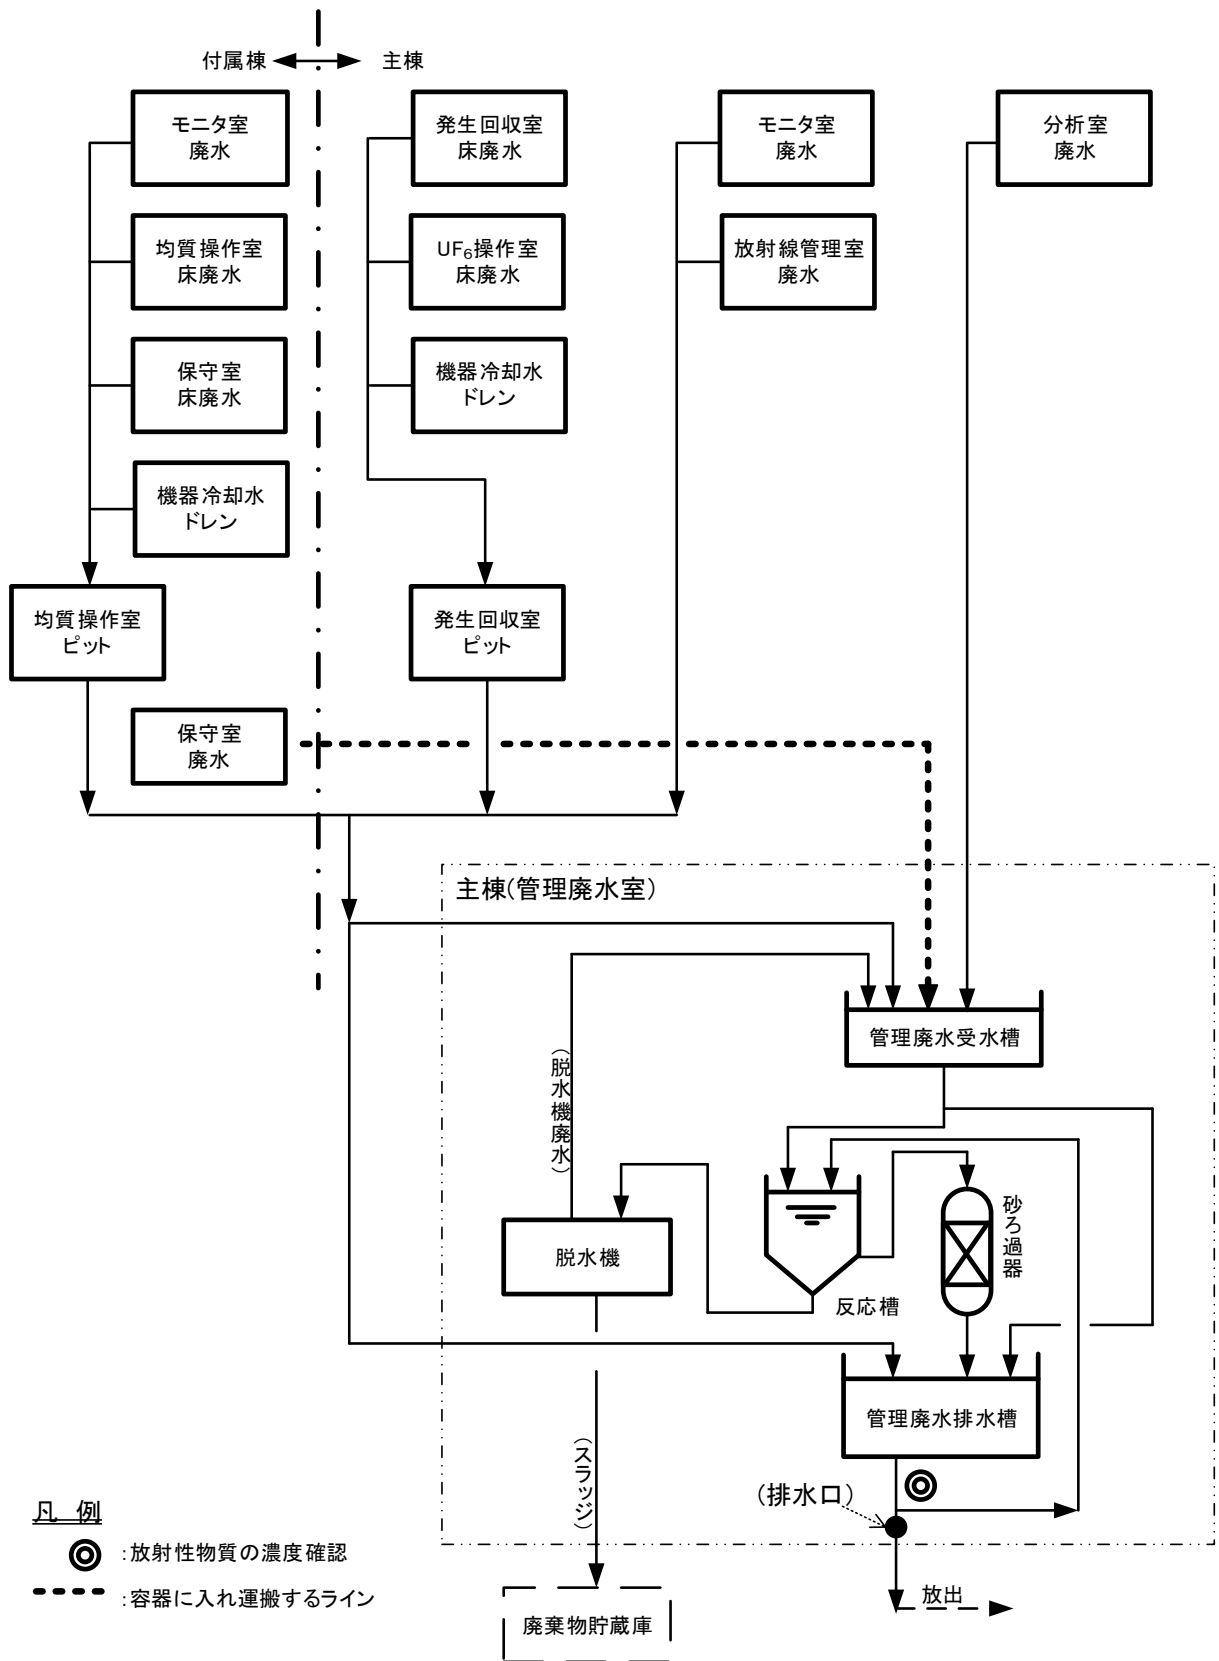 付属棟
主棟
モニタ室
廃水
発生回収室
床廃水
モニタ室
廃水
分析室
廃水
均質操作室
床廃水
UF₆操作室
床廃水
放射線管理室
廃水
保守室
床廃水
機器冷却水
ドレン
機器冷却水
ドレン
均質操作室
ピット
発生回収室
ピット
保守室
廃水
主棟(管理廃水室)
管理廃水受水槽
(脱水機廃水)
砂ろ過器
脱水機
反応槽
管理廃水排水槽
(スラッジ)
(排水口)
凡 例
:放射性物質の濃度確認
:容器に入れ運搬するライン
放出
廃棄物貯蔵庫